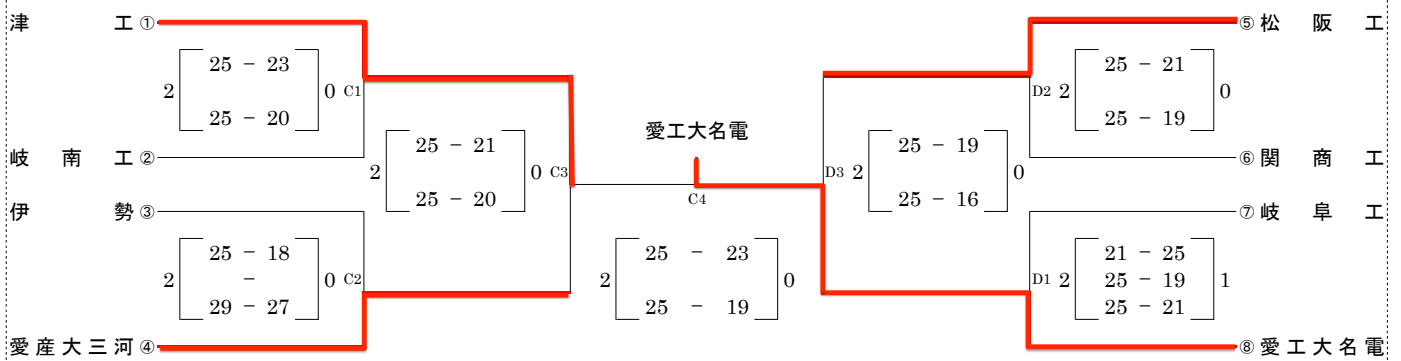 津 工 ① ⑤ 松 阪 工
25 - 23 25 - 21
2 0 C1 D2 2 0
25 - 20 25 - 19
愛工大名電
25 - 21 25 - 19
岐 南 工 ② ⑥ 関 商 工
2 0 C3 D3 2 0
25 - 20 25 - 16
C4
伊 勢 ③ ⑦ 岐 阜 工
25 - 18 25 - 23 21 - 25
2 - 0 C2 2 0 D1 2 25 - 19 1
29 - 27 25 - 19 25 - 21
愛産大三河 ④ ⑧ 愛工大名電